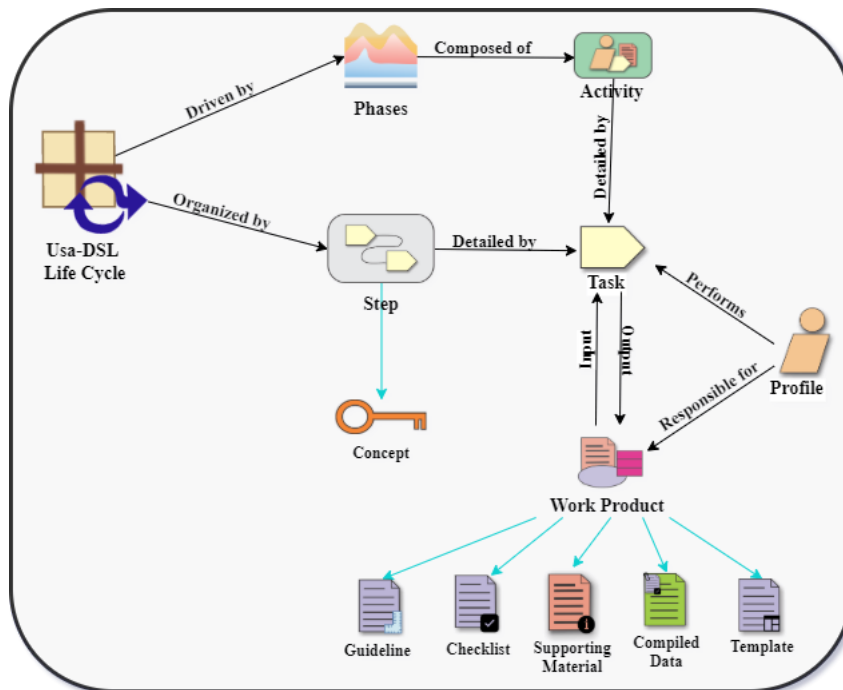 Composed of
Driven by
Phases
Activity
Detailed by
Organized by
Usa-DSL
Life Cycle
Detailed by
Step
Task
Performs
Input
Output
Profile
Responsible for
Concept
Work Product
Guideline
Checklist
Supporting
Material
Compiled
Data
Template